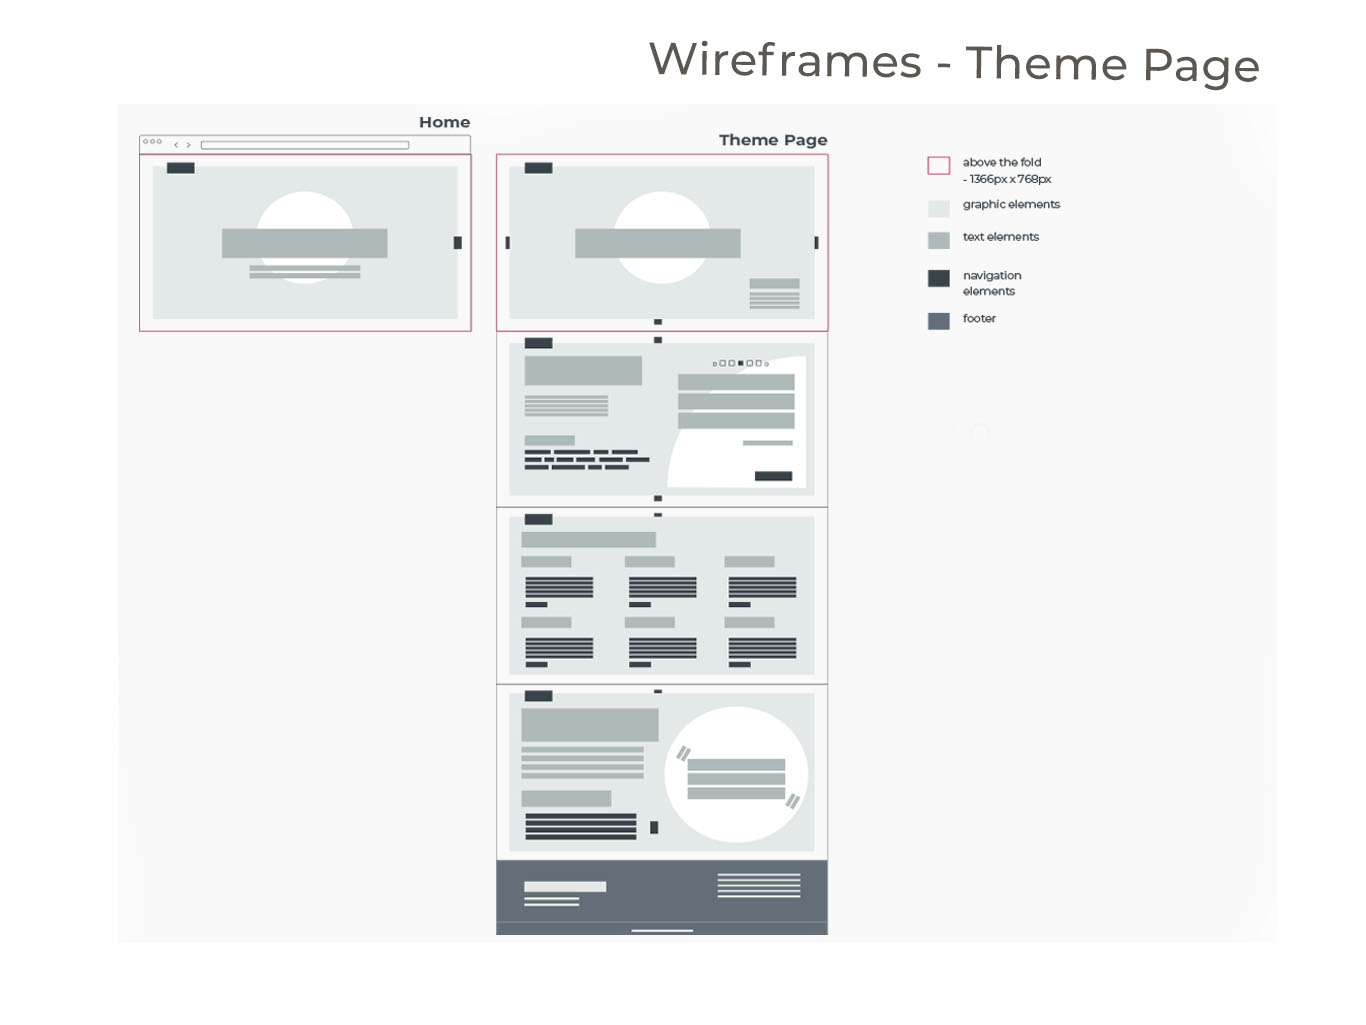 Wireframes - Theme Page
Home
Theme Page
above the fold
- 1366px x 768px
graphic elements
text elements
navigation
elements
footer